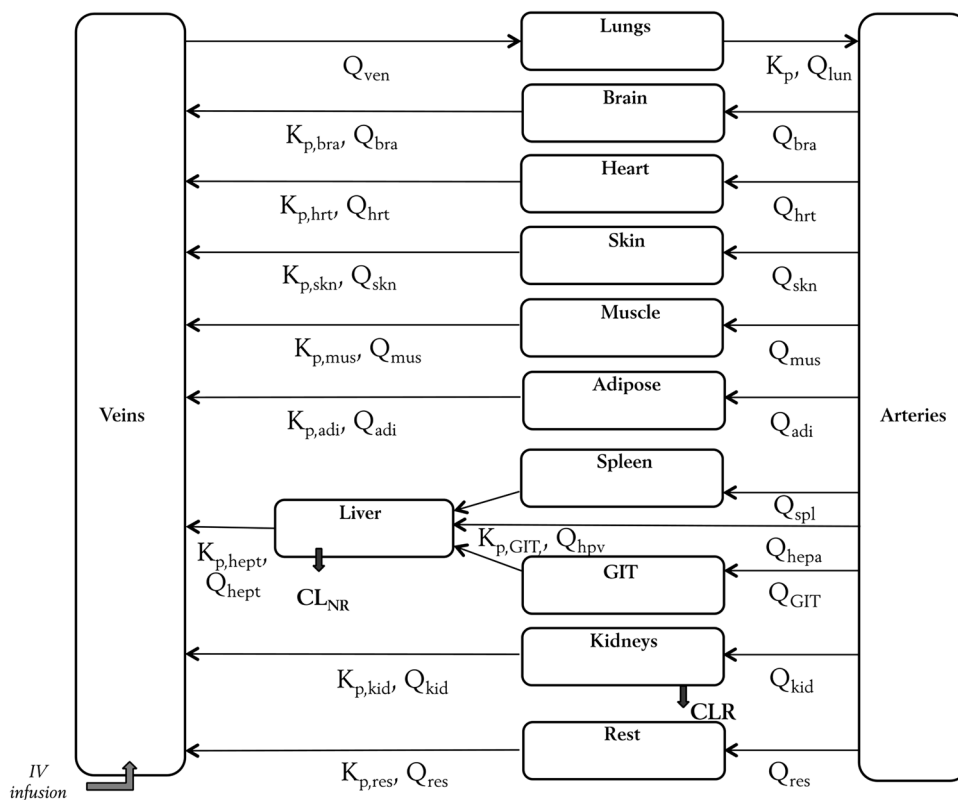 Lungs
Q_ven
K_p, Q_lun
Brain
K_p,bra, Q_bra
Q_bra
Heart
K_p,hrt, Q_hrt
Q_hrt
Skin
K_p,skn, Q_skn
Q_skn
Muscle
K_p,mus, Q_mus
Q_mus
Adipose
Veins
Arteries
K_p,adi, Q_adi
Q_adi
Spleen
Q_spl
Liver
K_p,GIT,, Q_hpv
Q_hepa
K_p,hept,
Q_hept
CL_NR
GIT
Q_GIT
Kidneys
K_p,kid, Q_kid
Q_kid
CLR
Rest
K_p,res, Q_res
Q_res
IV
infusion